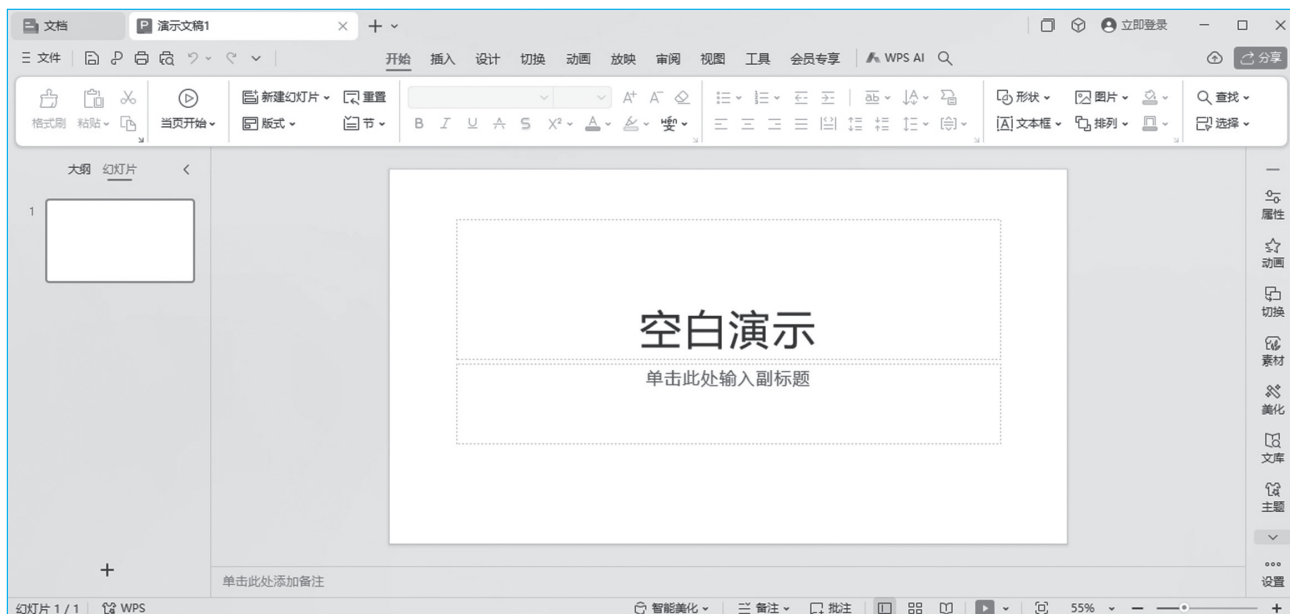 文档 演示文稿1 立即登录
文件 开始 插入 设计 切换 动画 放映 审阅 视图 工具 会员专享 WPS AI 分享
新建幻灯片 重置 形状 图片 查找
格式刷 粘贴 当页开始 版式 节 文本框 排列 选择
大纲 幻灯片
1
属性
动画
切换
素材
美化
文库
主题
设置
空白演示
单击此处输入副标题
单击此处添加备注
幻灯片 1 / 1 WPS 智能美化 备注 批注 55%